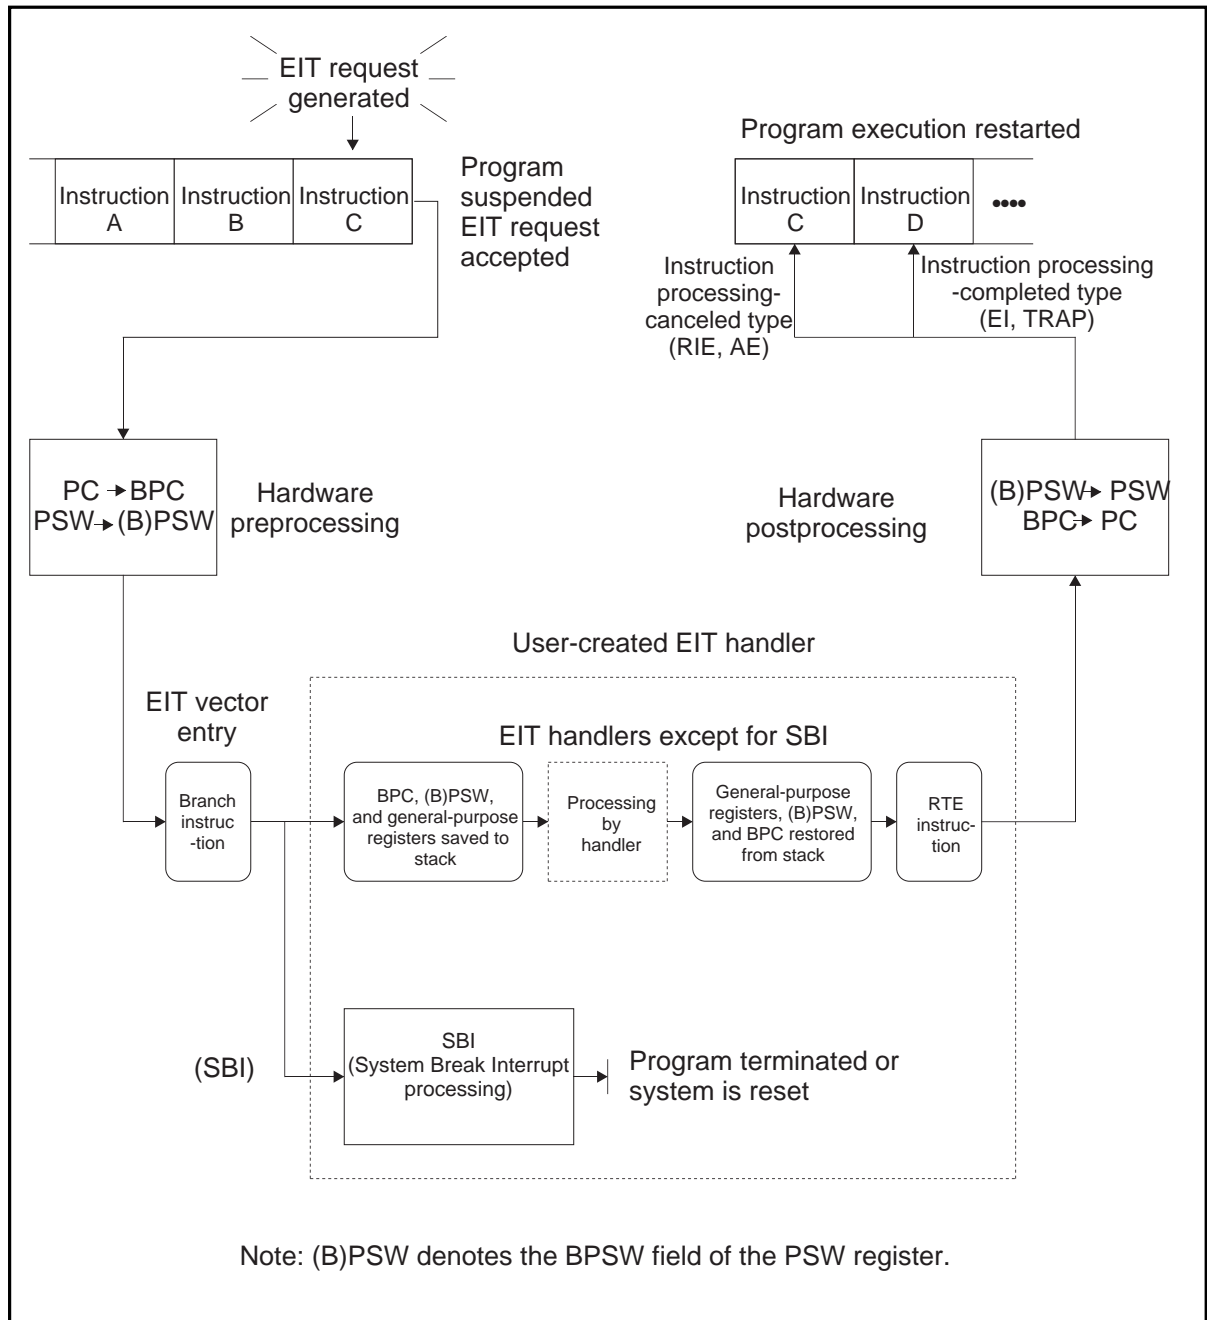 EIT request
generated
Program execution restarted
Instruction
A
Instruction
B
Instruction
C
Program
suspended
EIT request
accepted
Instruction
C
Instruction
D
••••
Instruction
processing-
canceled type
(RIE, AE)
Instruction processing
-completed type
(EI, TRAP)
PC → BPC
PSW → (B)PSW
Hardware
preprocessing
Hardware
postprocessing
(B)PSW → PSW
BPC → PC
User-created EIT handler
EIT vector
entry
EIT handlers except for SBI
Branch
instruc
-tion
BPC, (B)PSW,
and general-purpose
registers saved to
stack
Processing
by
handler
General-purpose
registers, (B)PSW,
and BPC restored
from stack
RTE
instruc-
tion
(SBI)
SBI
(System Break Interrupt
processing)
Program terminated or
system is reset
Note: (B)PSW denotes the BPSW field of the PSW register.